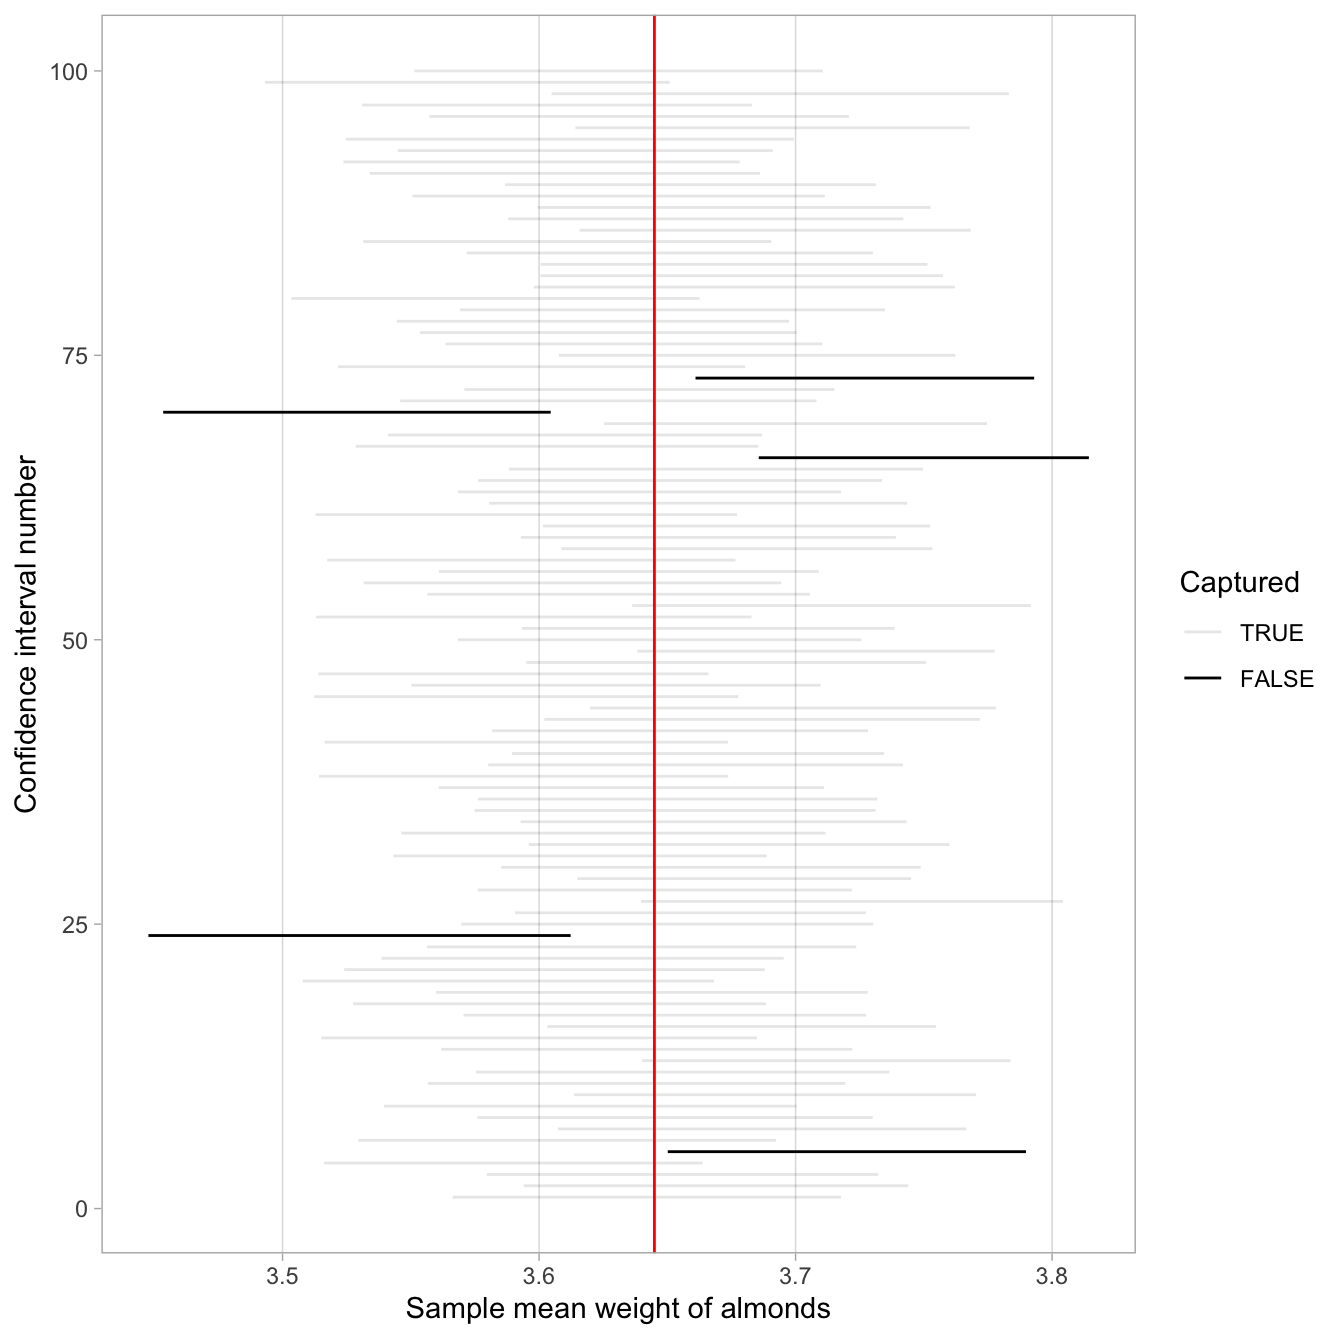 100
75
50
25
0
3.5
3.6
3.7
3.8
Sample mean weight of almonds
Confidence interval number
Captured
TRUE
FALSE